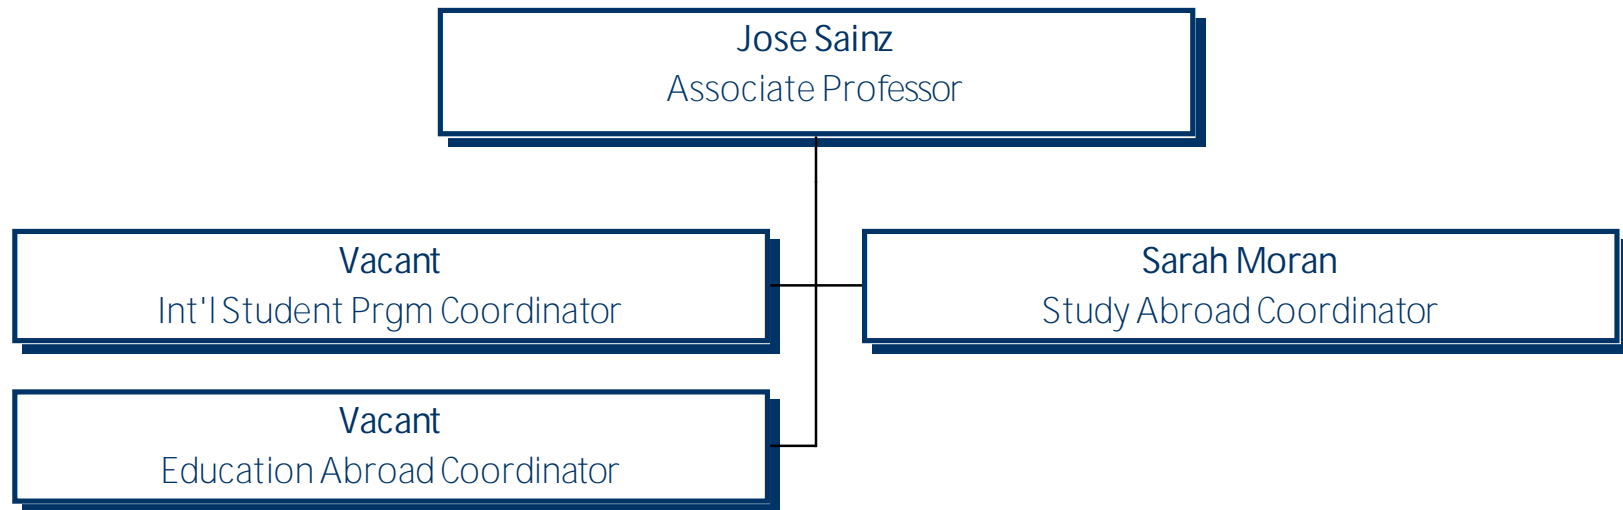 Jose Sainz
Associate Professor
Vacant
Int'l Student Prgm Coordinator
Sarah Moran
Study Abroad Coordinator
Vacant
Education Abroad Coordinator